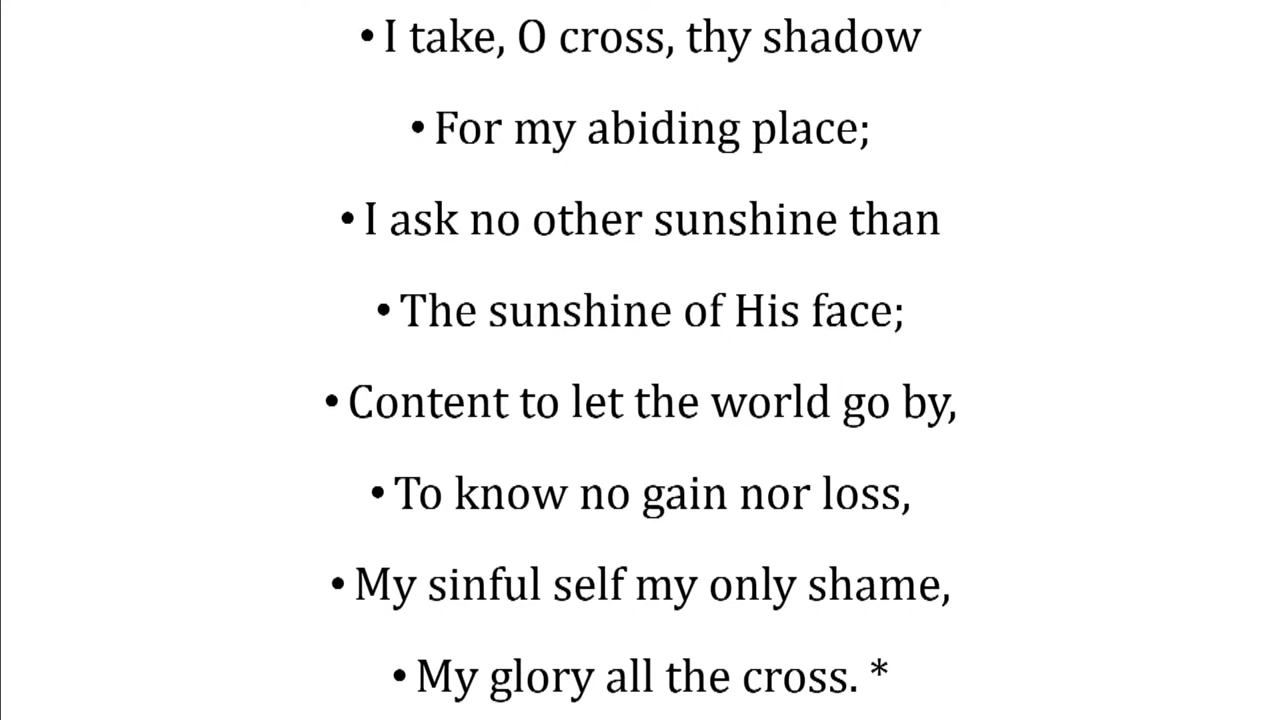 • I take, O cross, thy shadow
• For my abiding place;
• I ask no other sunshine than
• The sunshine of His face;
• Content to let the world go by,
• To know no gain nor loss,
• My sinful self my only shame,
• My glory all the cross. *